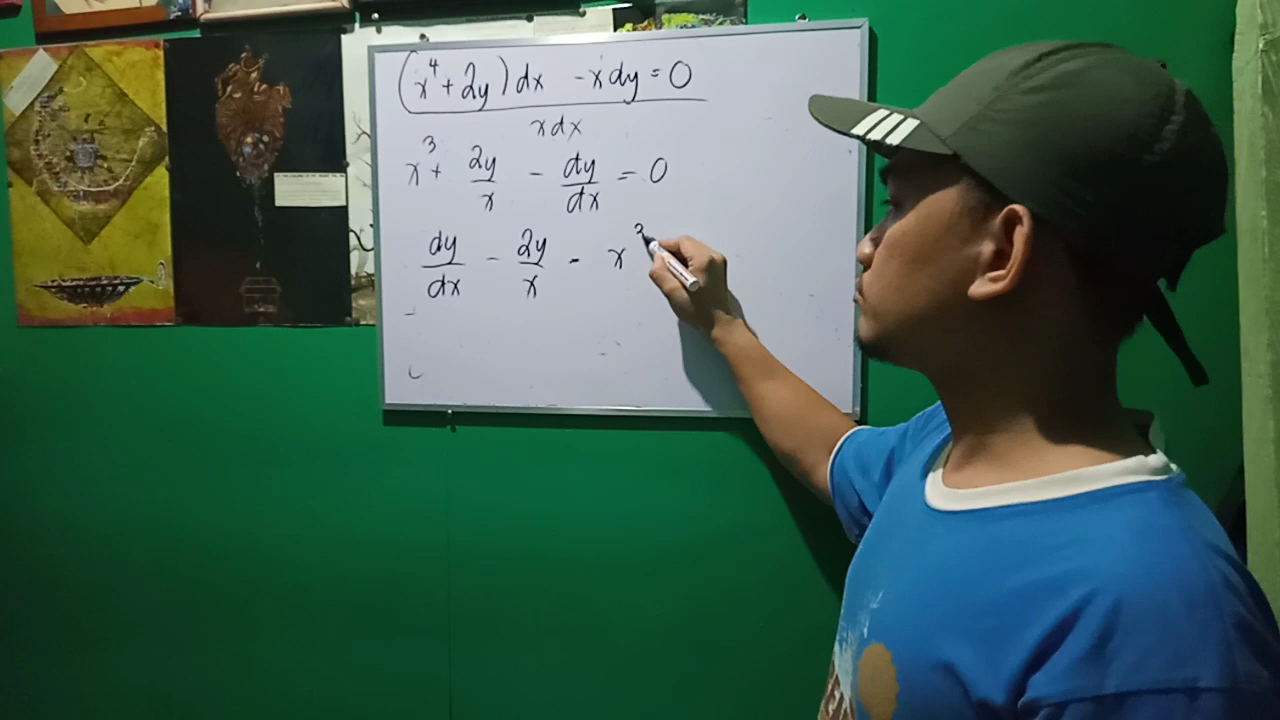 (x⁴ + 2y) dx - x dy = 0
x dx
x³ + 2y/x - dy/dx = 0
dy/dx - 2y/x - x³